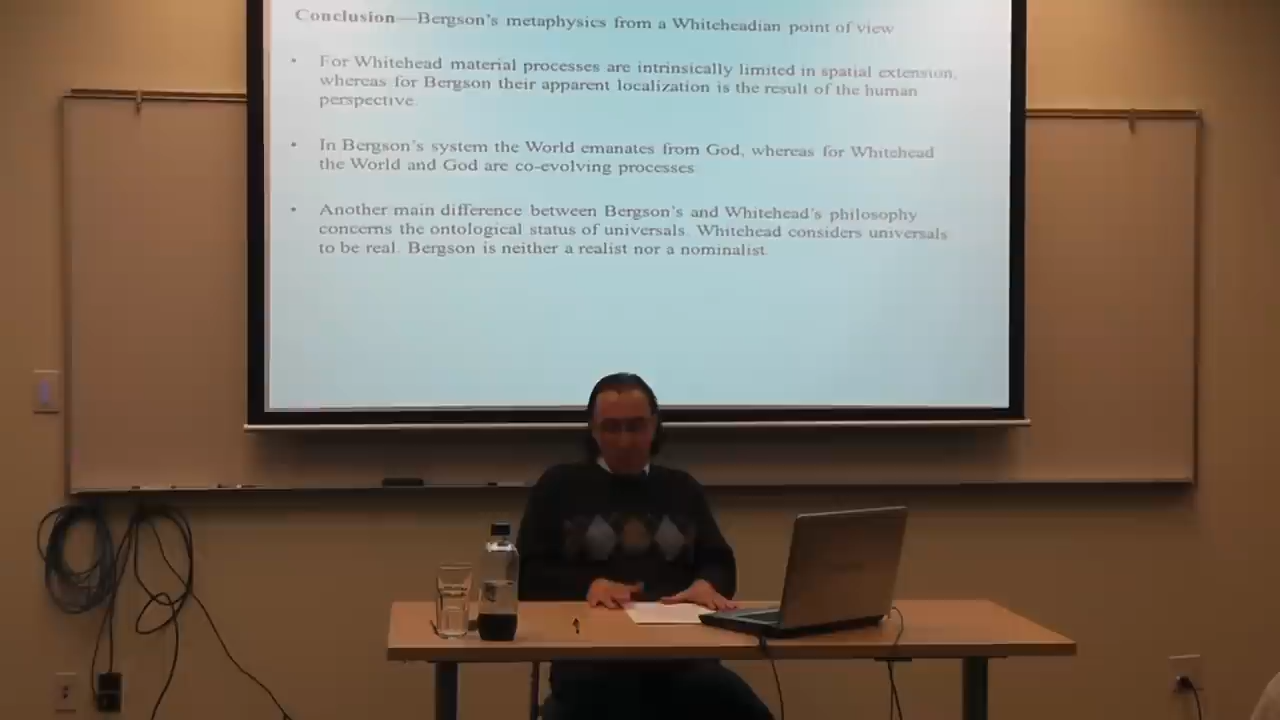 Conclusion—Bergson's metaphysics from a Whiteheadian point of view
• For Whitehead material processes are intrinsically limited in spatial extension,
whereas for Bergson their apparent localization is the result of the human
perspective.
• In Bergson's system the World emanates from God, whereas for Whitehead
the World and God are co-evolving processes.
• Another main difference between Bergson's and Whitehead's philosophy
concerns the ontological status of universals. Whitehead considers universals
to be real. Bergson is neither a realist nor a nominalist.